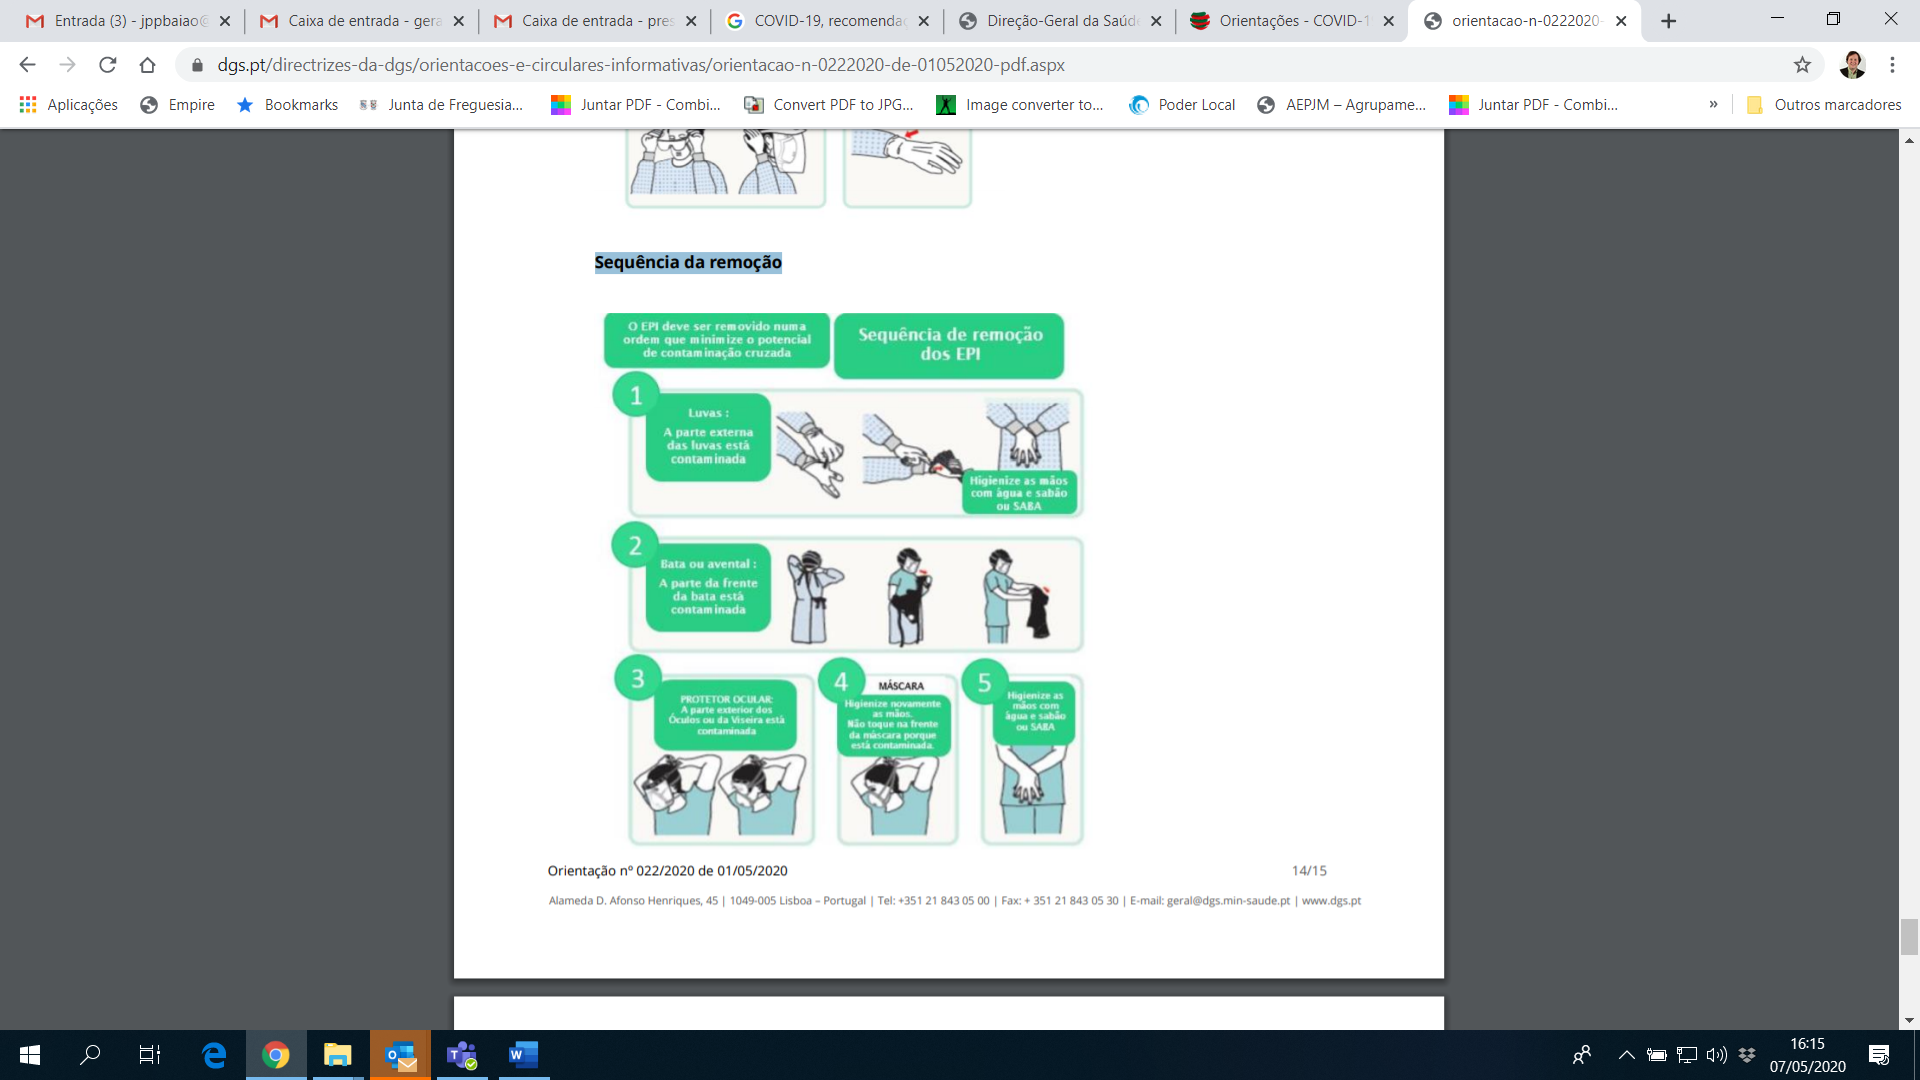 Entrada (3) - jppbaiao@
Caixa de entrada - gera
Caixa de entrada - pres
COVID-19, recomendaç
Direção-Geral da Saúde
Orientações - COVID-1
orientacao-n-0222020-
dgs.pt/directrizes-da-dgs/orientacoes-e-circulares-informativas/orientacao-n-0222020-de-01052020-pdf.aspx
Aplicações
Empire
Bookmarks
Junta de Freguesia...
Juntar PDF - Combi...
Convert PDF to JPG...
Image converter to...
Poder Local
AEPJM – Agrupame...
Juntar PDF - Combi...
»
Outros marcadores
Sequência da remoção
O EPI deve ser removido numa
ordem que minimize o potencial
de contaminação cruzada
Sequência de remoção
dos EPI
1
Luvas :
A parte externa
das luvas está
contaminada
Higienize as mãos
com água e sabão
ou SABA
2
Bata ou avental :
A parte da frente
da bata está
contaminada
3
PROTETOR OCULAR:
A parte exterior dos
Óculos ou da Viseira está
contaminada
4
MÁSCARA
Higienize novamente
as mãos.
Não toque na frente
da máscara porque
está contaminada.
5
Higienize as
mãos com
água e sabão
ou SABA
Orientação nº 022/2020 de 01/05/2020
14/15
Alameda D. Afonso Henriques, 45 | 1049-005 Lisboa – Portugal | Tel: +351 21 843 05 00 | Fax: + 351 21 843 05 30 | E-mail: geral@dgs.min-saude.pt | www.dgs.pt
16:15
07/05/2020